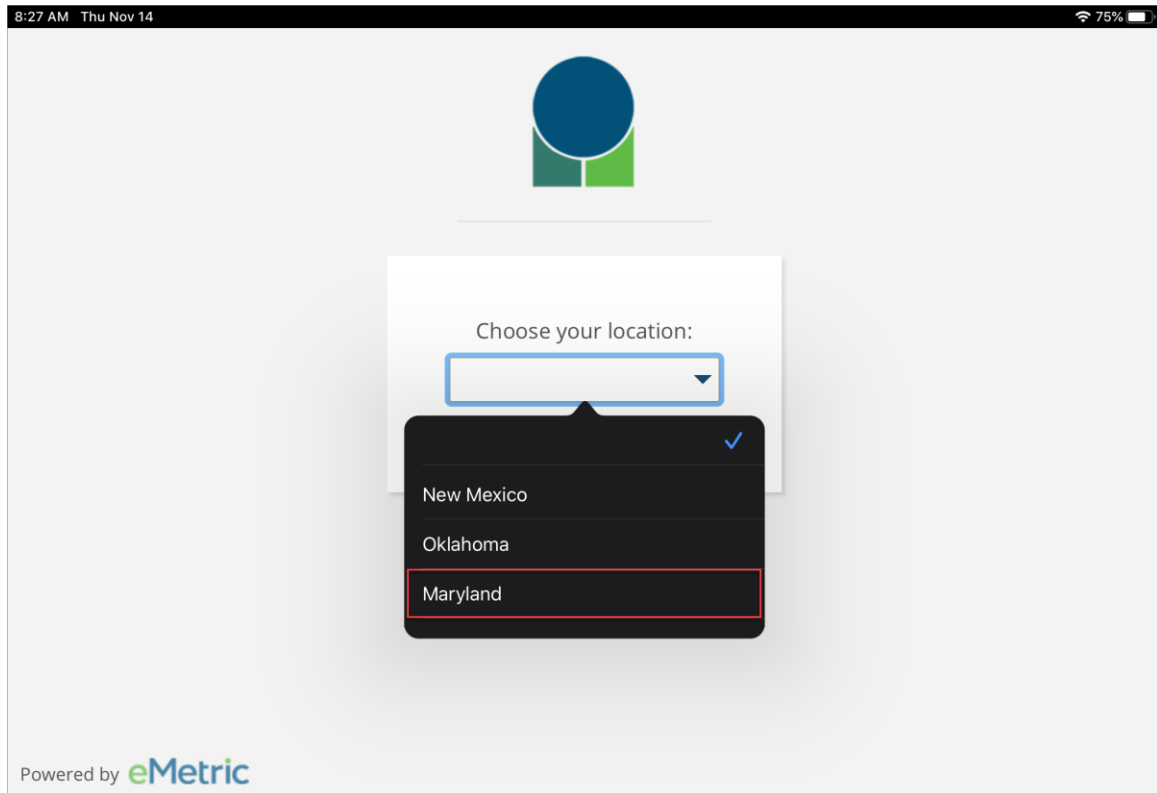 8:27 AM Thu Nov 14 75%
Choose your location:
New Mexico
Oklahoma
Maryland
Powered by eMetric